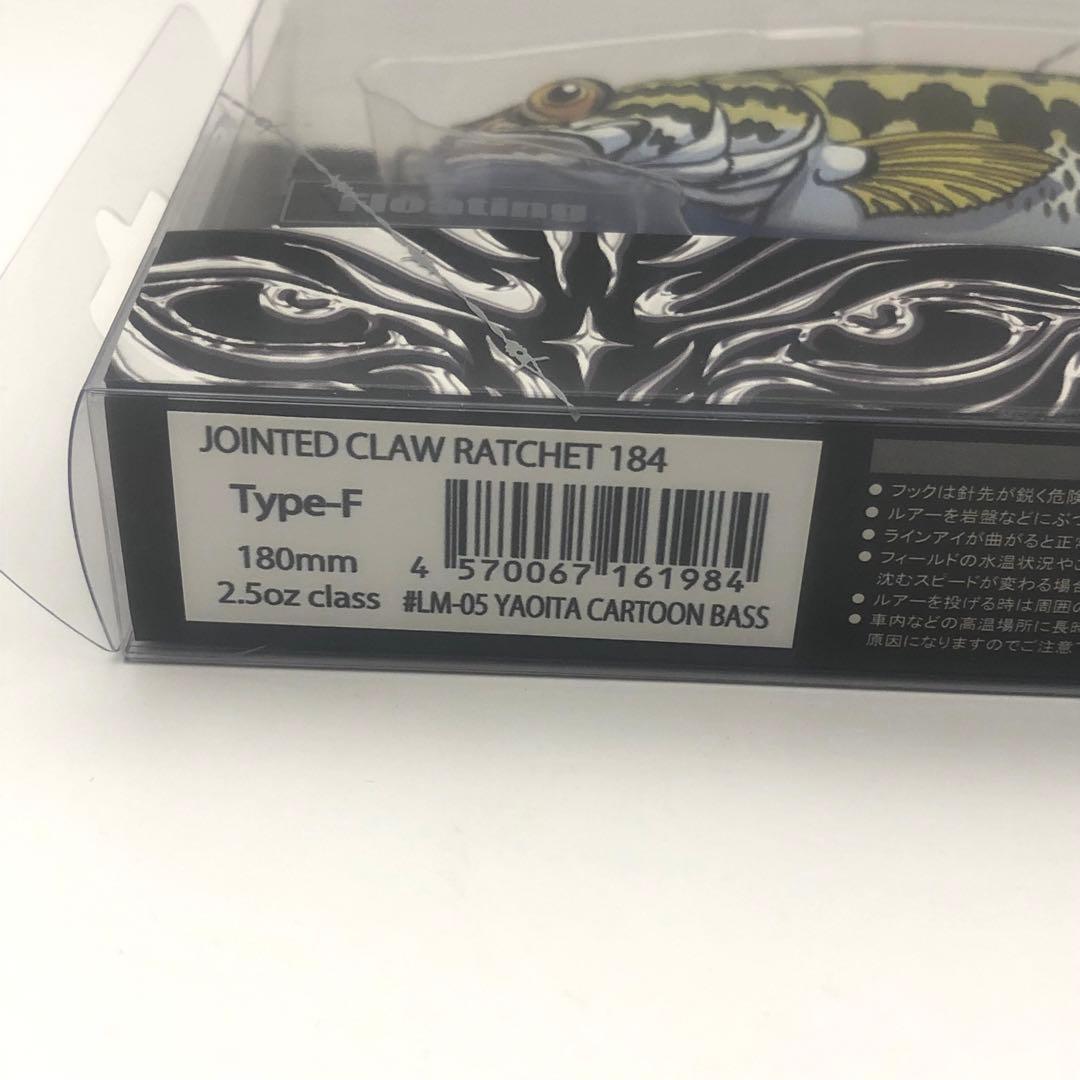 Floating
JOINTED CLAW RATCHET 184
Type-F
180mm
2.5oz class
4 570067 161984
#LM-05 YAOITA CARTOON BASS
● フックは針先が鋭く危険
● ルアーを岩盤などにぶつ
● ラインアイが曲がると正常
● フィールドの水温状況や
沈むスピードが変わる場合
● ルアーを投げる時は周囲の
● 車内などの高温場所に長時
原因になりますのでご注意